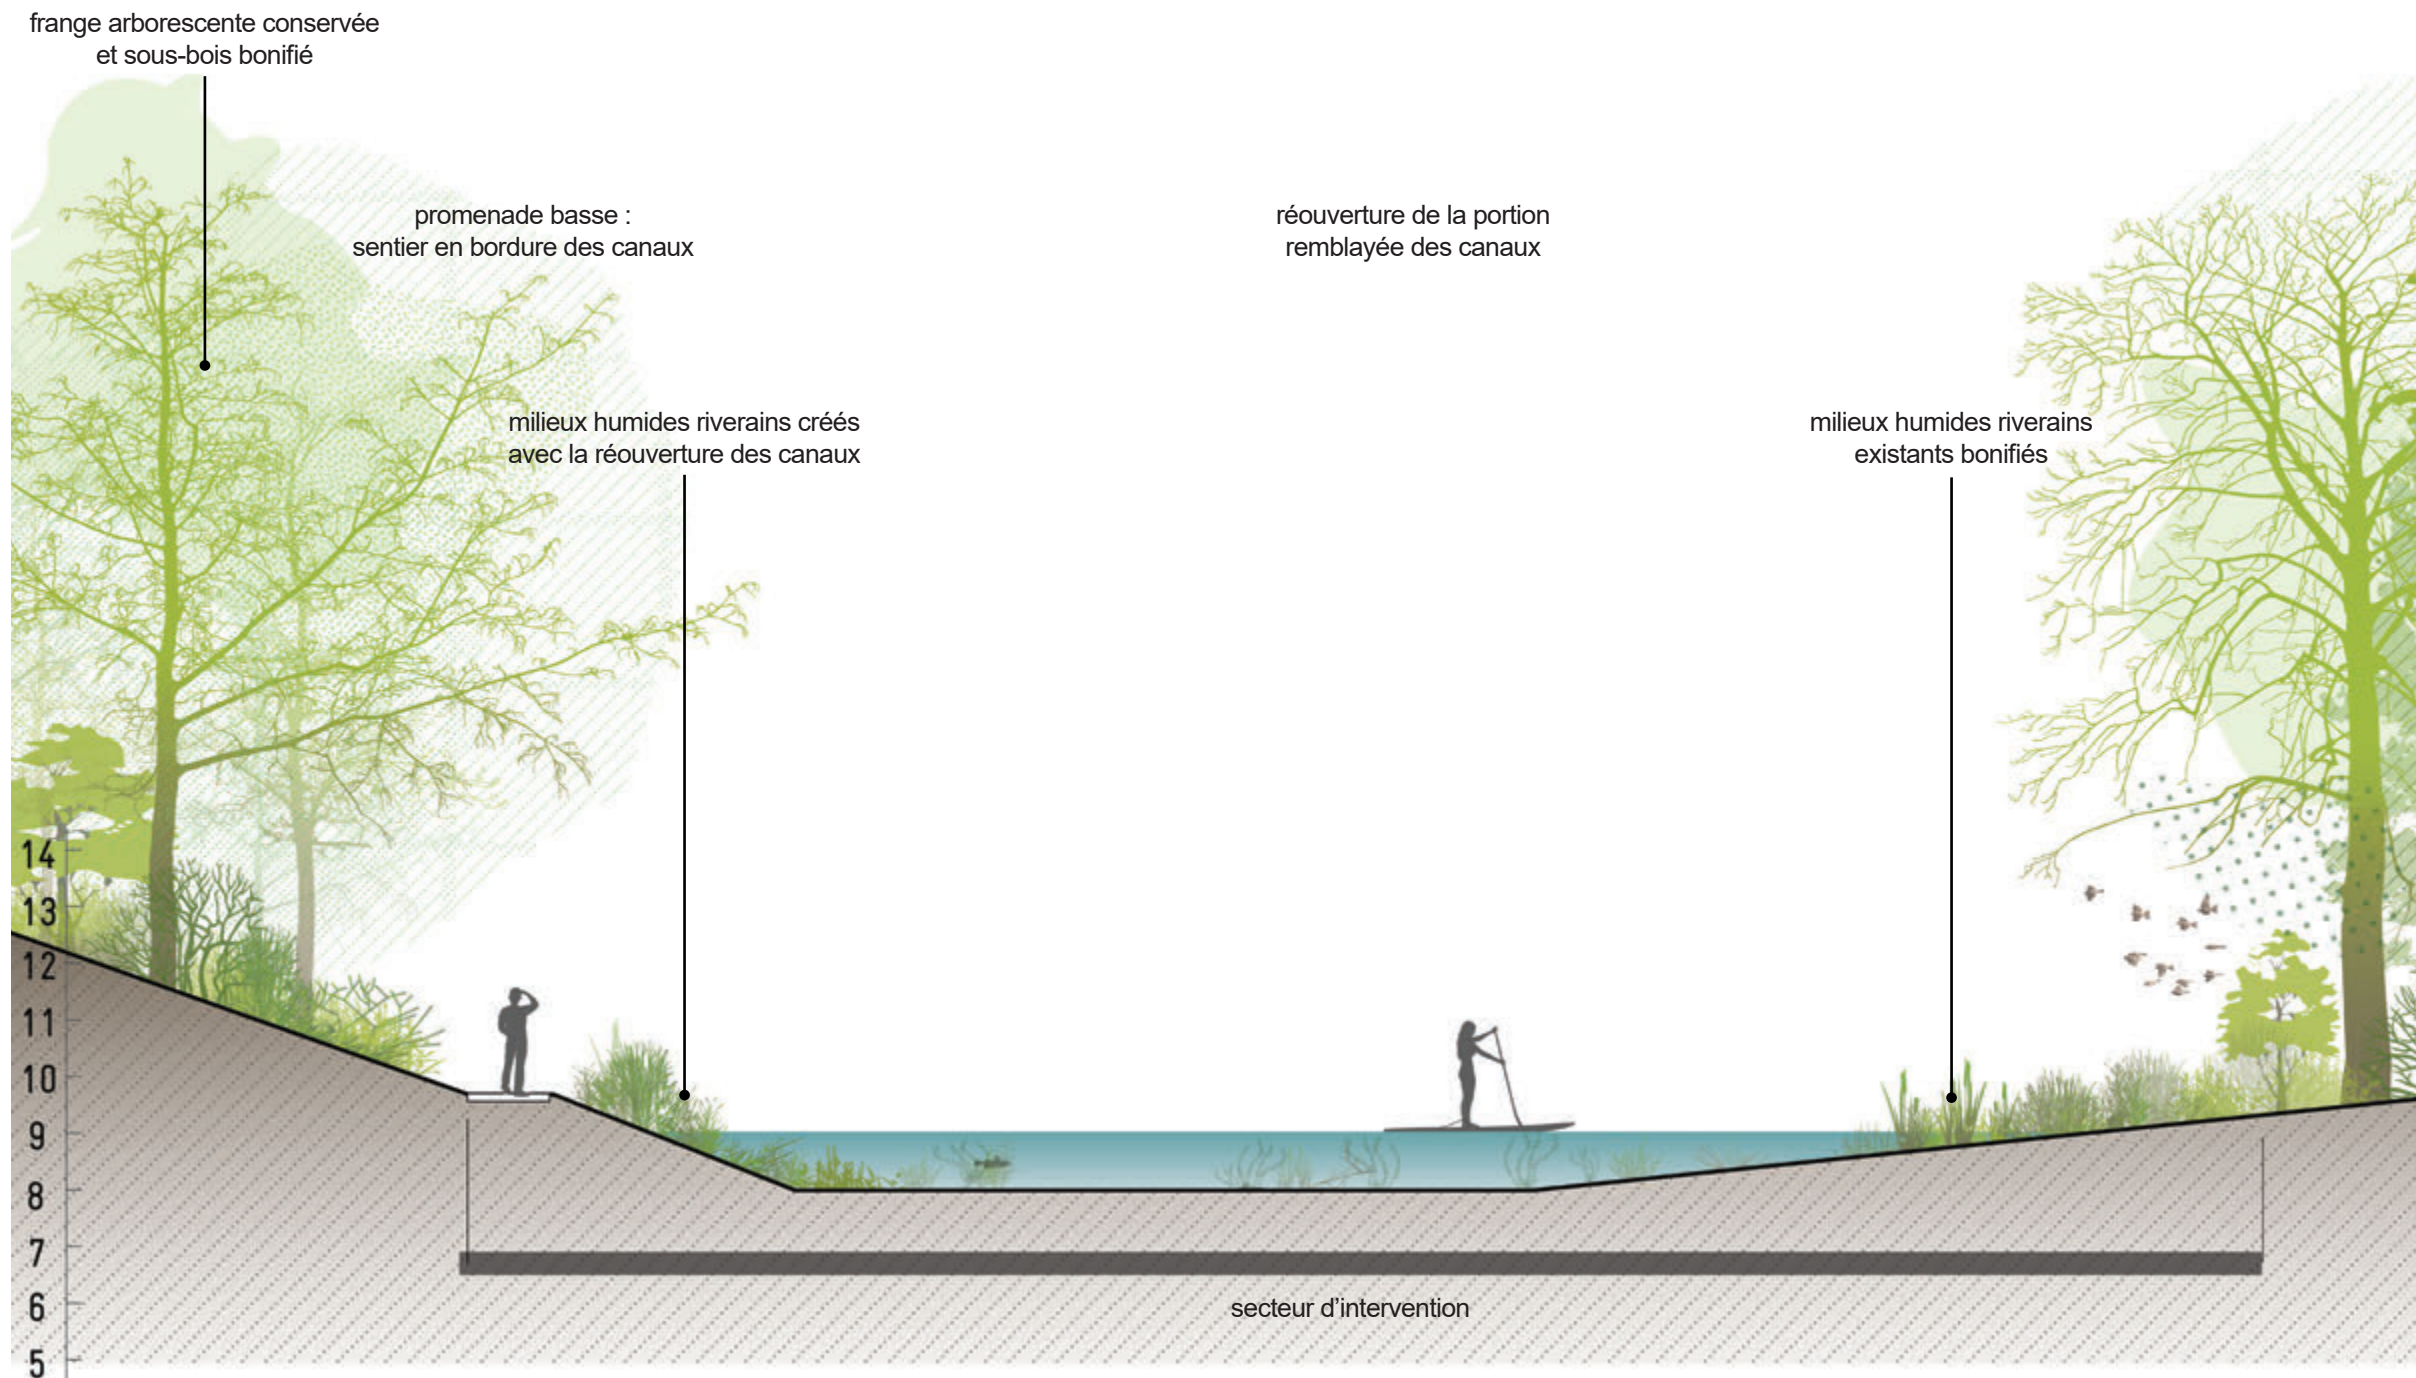 frange arborescente conservée
et sous-bois bonifié
promenade basse :
sentier en bordure des canaux
réouverture de la portion
remblayée des canaux
milieux humides riverains créés
avec la réouverture des canaux
milieux humides riverains
existants bonifiés
14
13
12
11
10
9
8
7
6
5
secteur d’intervention